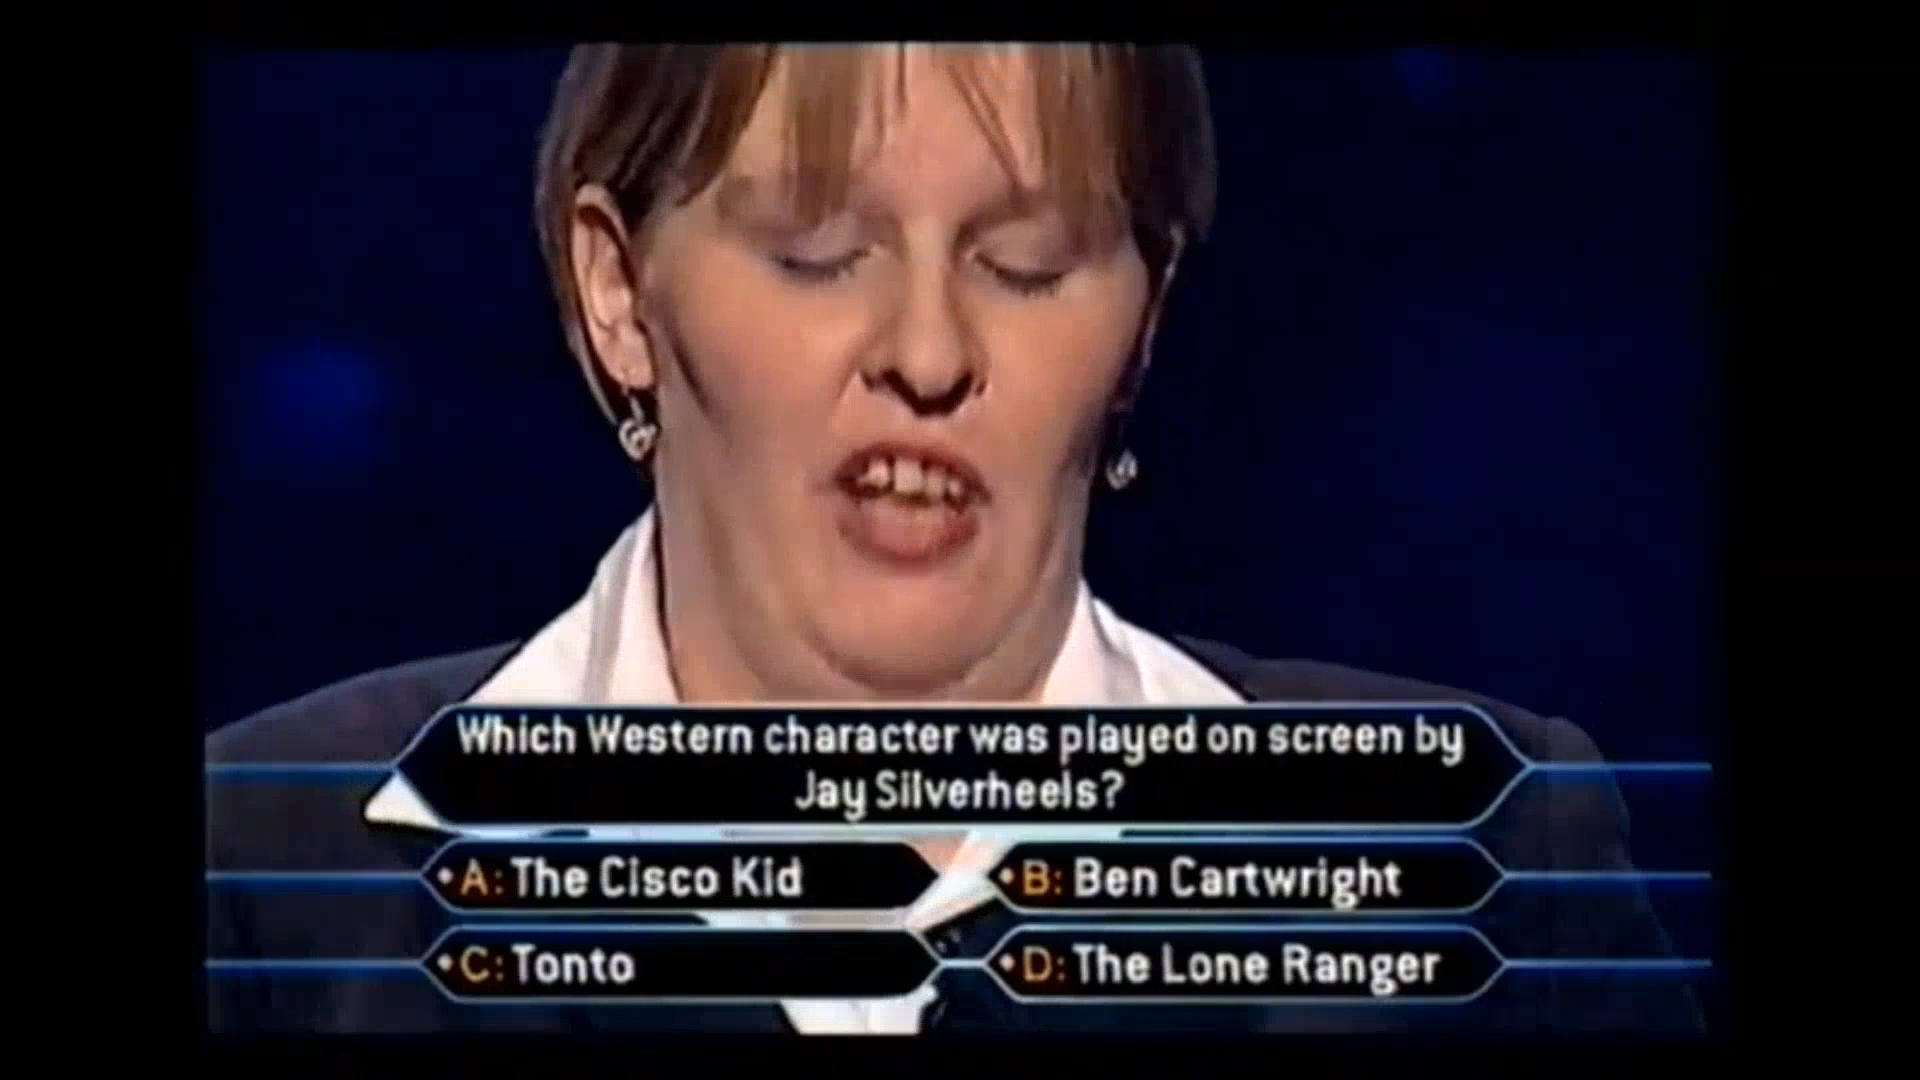 Which Western character was played on screen by
Jay Silverheels?
A: The Cisco Kid
B: Ben Cartwright
C: Tonto
D: The Lone Ranger